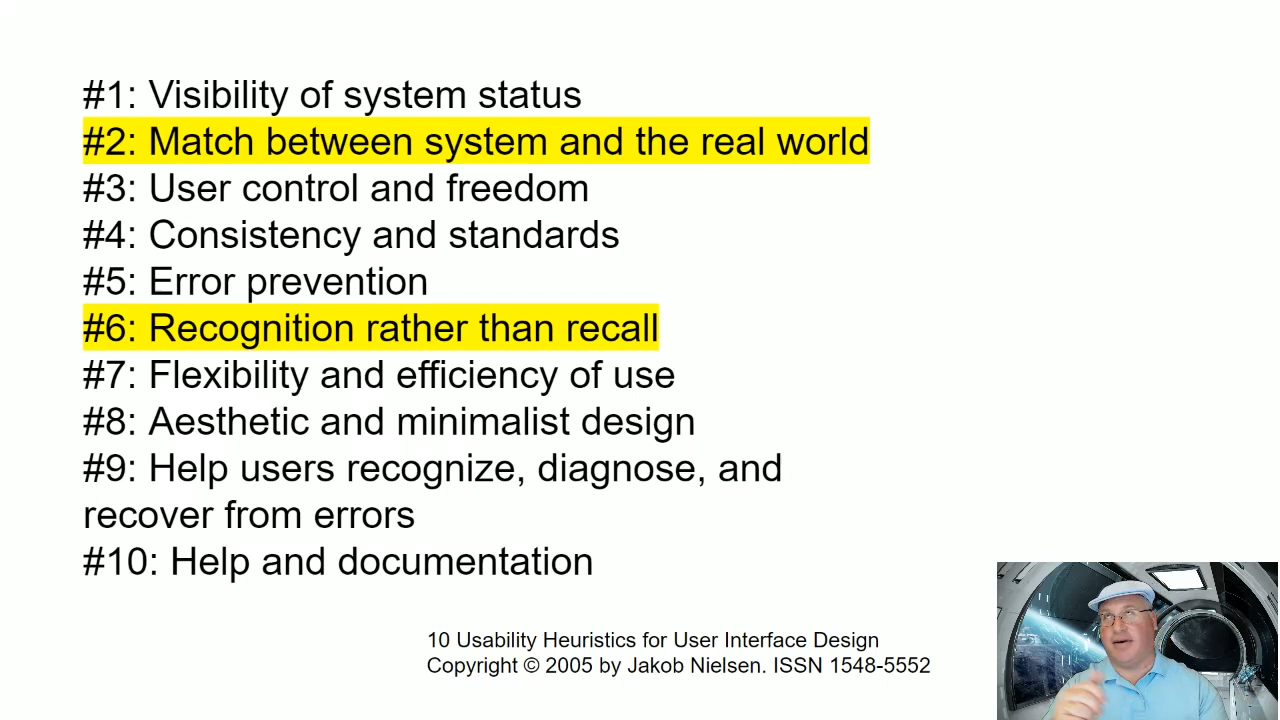 #1: Visibility of system status
#2: Match between system and the real world
#3: User control and freedom
#4: Consistency and standards
#5: Error prevention
#6: Recognition rather than recall
#7: Flexibility and efficiency of use
#8: Aesthetic and minimalist design
#9: Help users recognize, diagnose, and
recover from errors
#10: Help and documentation
10 Usability Heuristics for User Interface Design
Copyright © 2005 by Jakob Nielsen. ISSN 1548-5552